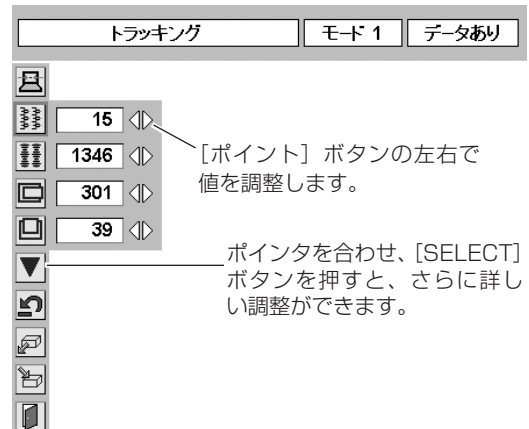 トラッキング モード 1 データあり
15
[ポイント] ボタンの左右で
1346
値を調整します。
301
39
ポインタを合わせ、[SELECT]
ボタンを押すと、さらに詳し
い調整ができます。